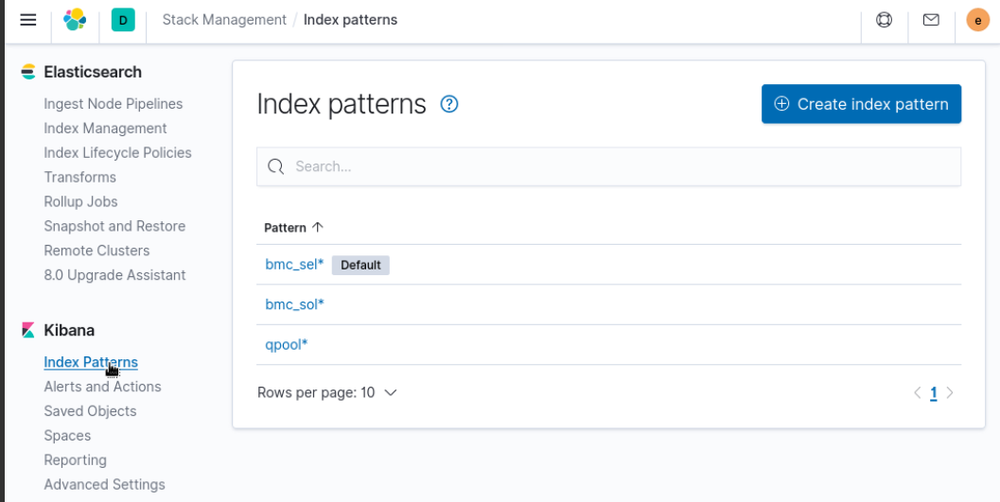 D Stack Management / Index patterns e
Elasticsearch
Ingest Node Pipelines
Index Management
Index Lifecycle Policies
Transforms
Rollup Jobs
Snapshot and Restore
Remote Clusters
8.0 Upgrade Assistant
Kibana
Index Patterns
Alerts and Actions
Saved Objects
Spaces
Reporting
Advanced Settings
Index patterns ?
Create index pattern
Search...
Pattern ↑
bmc_sel* Default
bmc_sol*
qpool*
Rows per page: 10
1